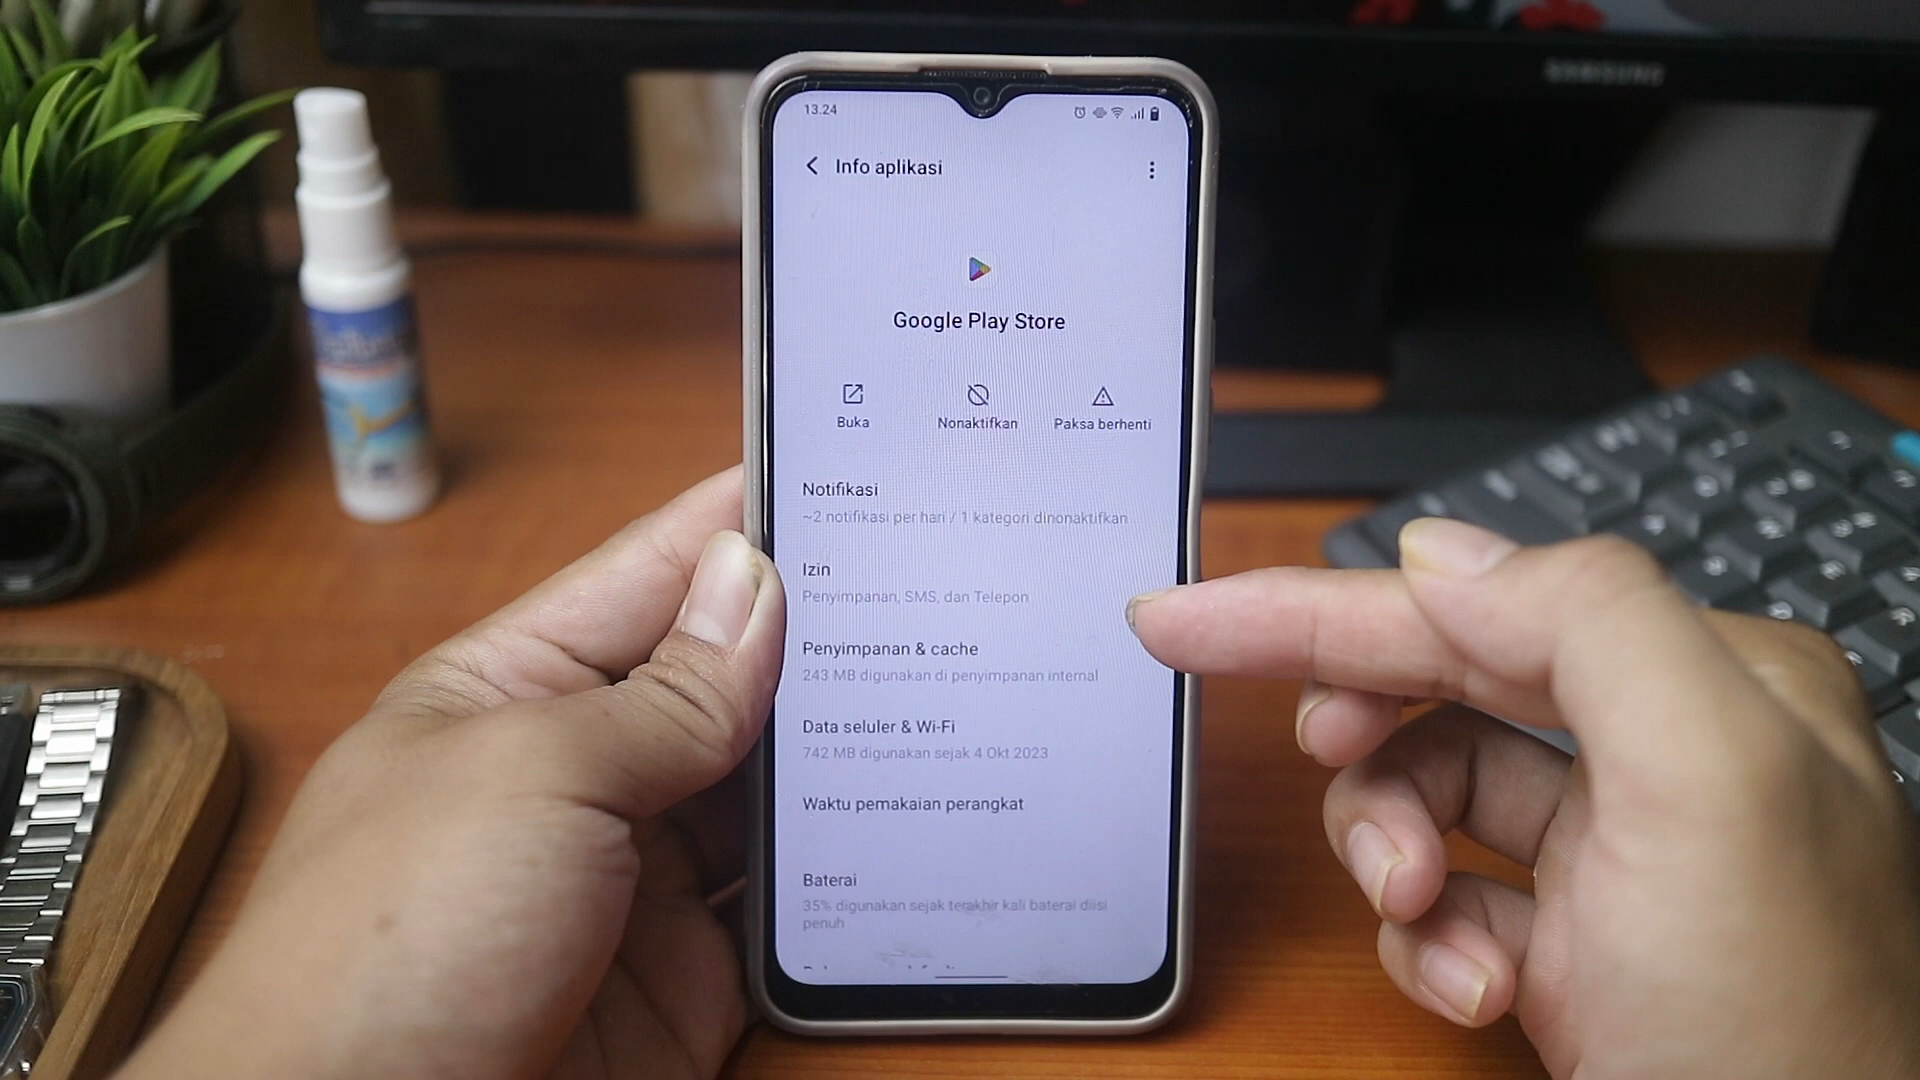 SAMSUNG
13.24
Info aplikasi
Google Play Store
Buka
Nonaktifkan
Paksa berhenti
Notifikasi
~2 notifikasi per hari / 1 kategori dinonaktifkan
Izin
Penyimpanan, SMS, dan Telepon
Penyimpanan & cache
243 MB digunakan di penyimpanan internal
Data seluler & Wi-Fi
742 MB digunakan sejak 4 Okt 2023
Waktu pemakaian perangkat
Baterai
35% digunakan sejak terakhir kali baterai diisi
penuh